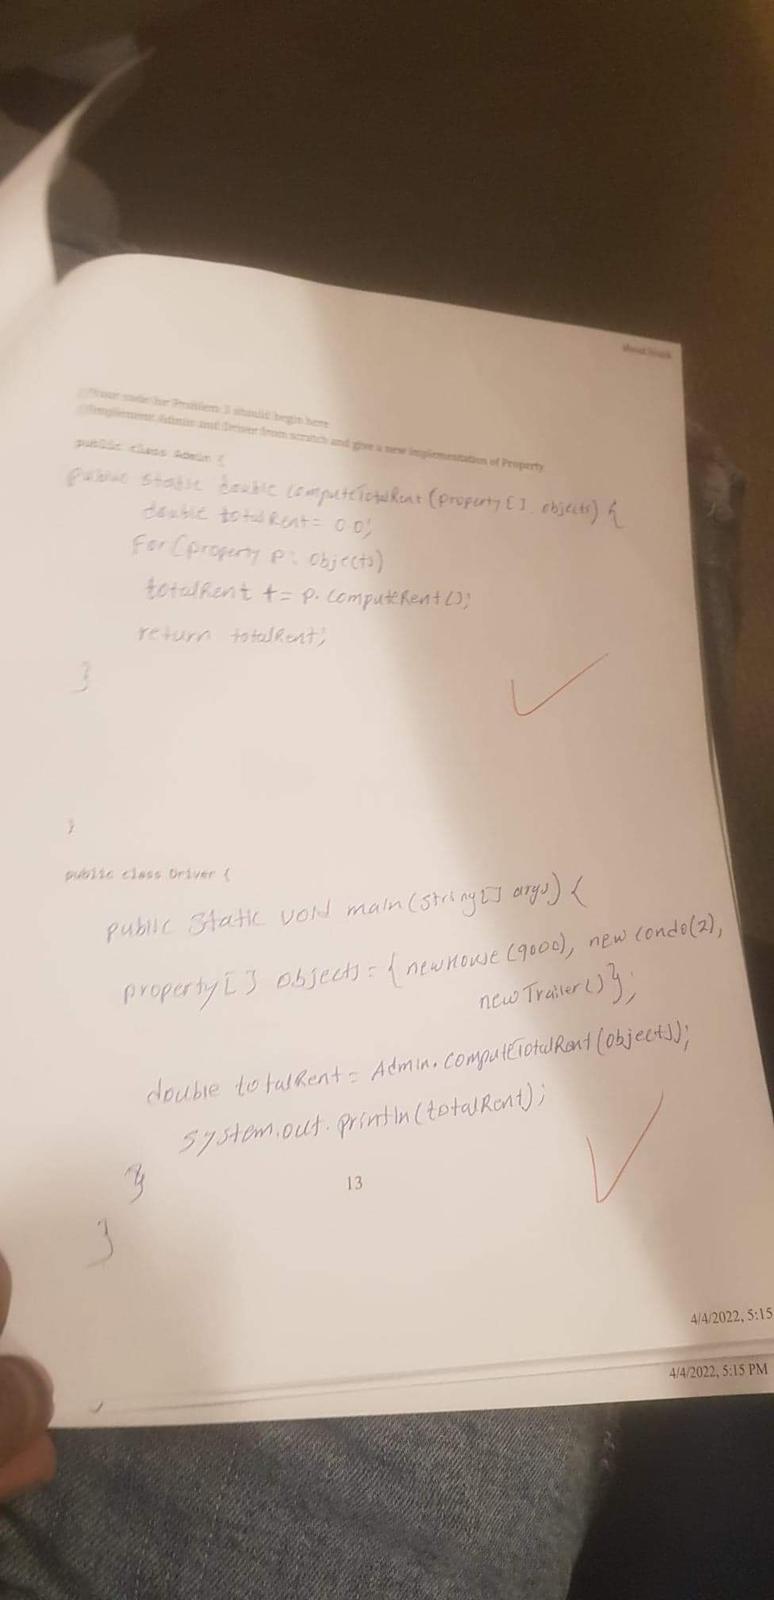 //Your code for Problem 3 should begin here
//Implement Admin and Driver from scratch and give a new implementation of Property
public class Admin {
public static double computeTotalRent (property [] objects) {
double totalRent = 0.0;
For (property p: objects)
totalRent += p. computeRent();
return totalRent;
}
}
public class Driver {
public static void main (string[] args) {
property [] objects = { new House (9000), new Condo(2),
new Trailer() };
double totalRent = Admin. computeTotalRent (objects);
system.out. println (totalRent);
}
13
}
4/4/2022, 5:15
4/4/2022, 5:15 PM